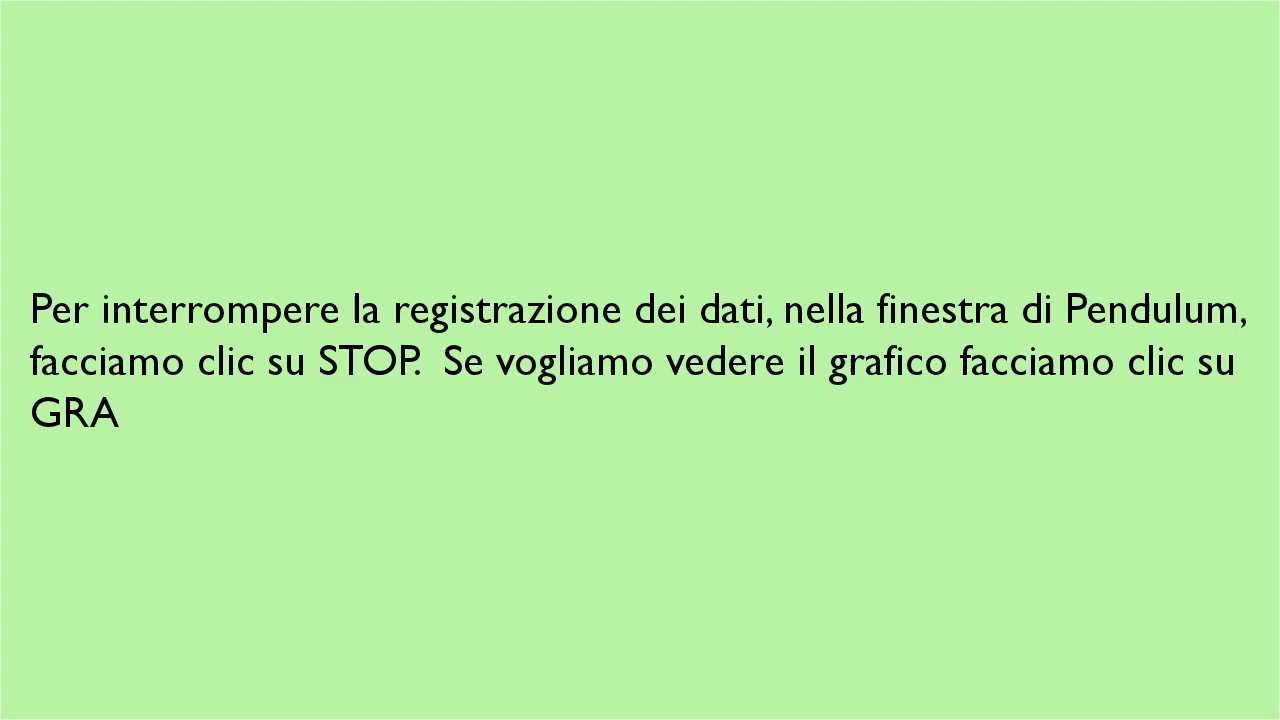 Per interrompere la registrazione dei dati, nella finestra di Pendulum,
facciamo clic su STOP.  Se vogliamo vedere il grafico facciamo clic su
GRA